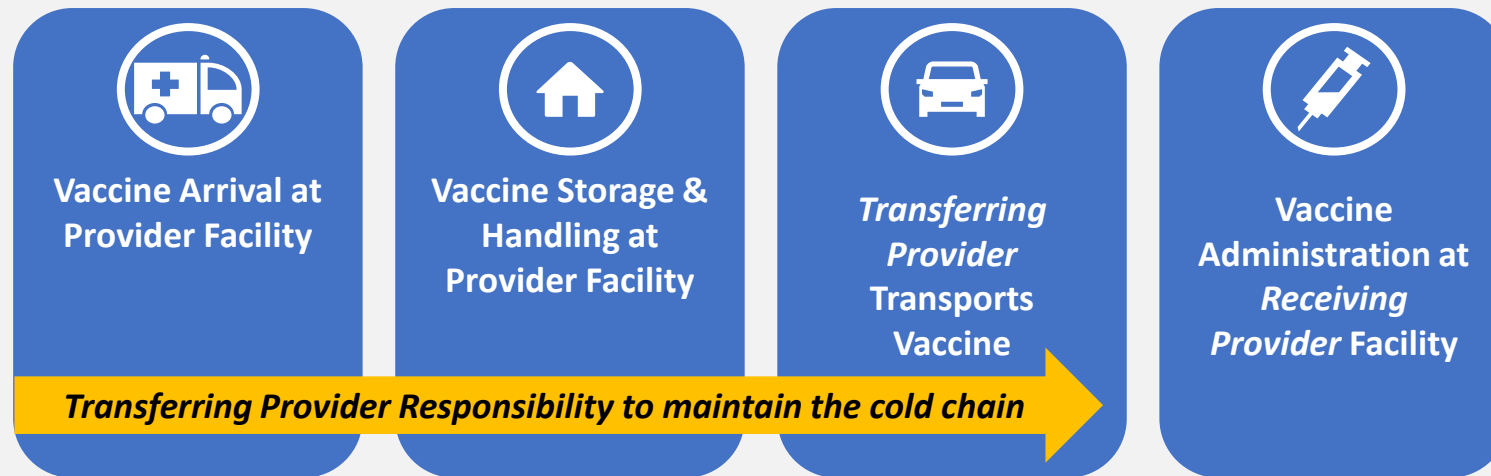 Vaccine Arrival at
Provider Facility
Vaccine Storage &
Handling at
Provider Facility
Transferring
Provider
Transports
Vaccine
Vaccine
Administration at
Receiving
Provider Facility
Transferring Provider Responsibility to maintain the cold chain